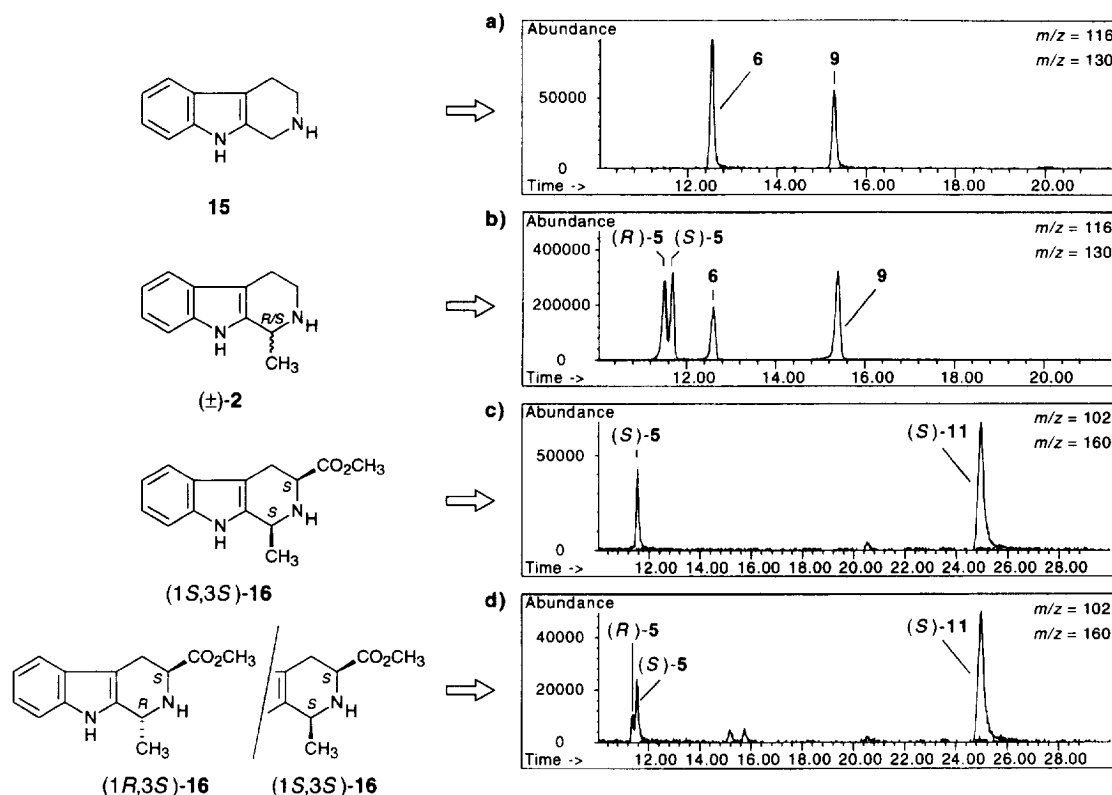 a)
Abundance
m/z = 116
m/z = 130
6
9
50000
0
Time ->
12.00 14.00 16.00 18.00 20.00
N
H
N H
15
b)
Abundance
m/z = 116
m/z = 130
(R)-5 (S)-5
6
9
400000
200000
0
Time ->
12.00 14.00 16.00 18.00 20.00
R/S
N H
N
H
CH3
(±)-2
c)
Abundance
m/z = 102
m/z = 160
(S)-5
(S)-11
50000
0
Time ->
12.00 14.00 16.00 18.00 20.00 22.00 24.00 26.00 28.00
CO2CH3
S
S
N H
N
H
CH3
(1S,3S)-16
d)
Abundance
m/z = 102
m/z = 160
(R)-5
(S)-5
(S)-11
40000
20000
0
Time ->
12.00 14.00 16.00 18.00 20.00 22.00 24.00 26.00 28.00
CO2CH3
S
R
N H
N
H
CH3
(1R,3S)-16
CO2CH3
S
S
N H
CH3
(1S,3S)-16